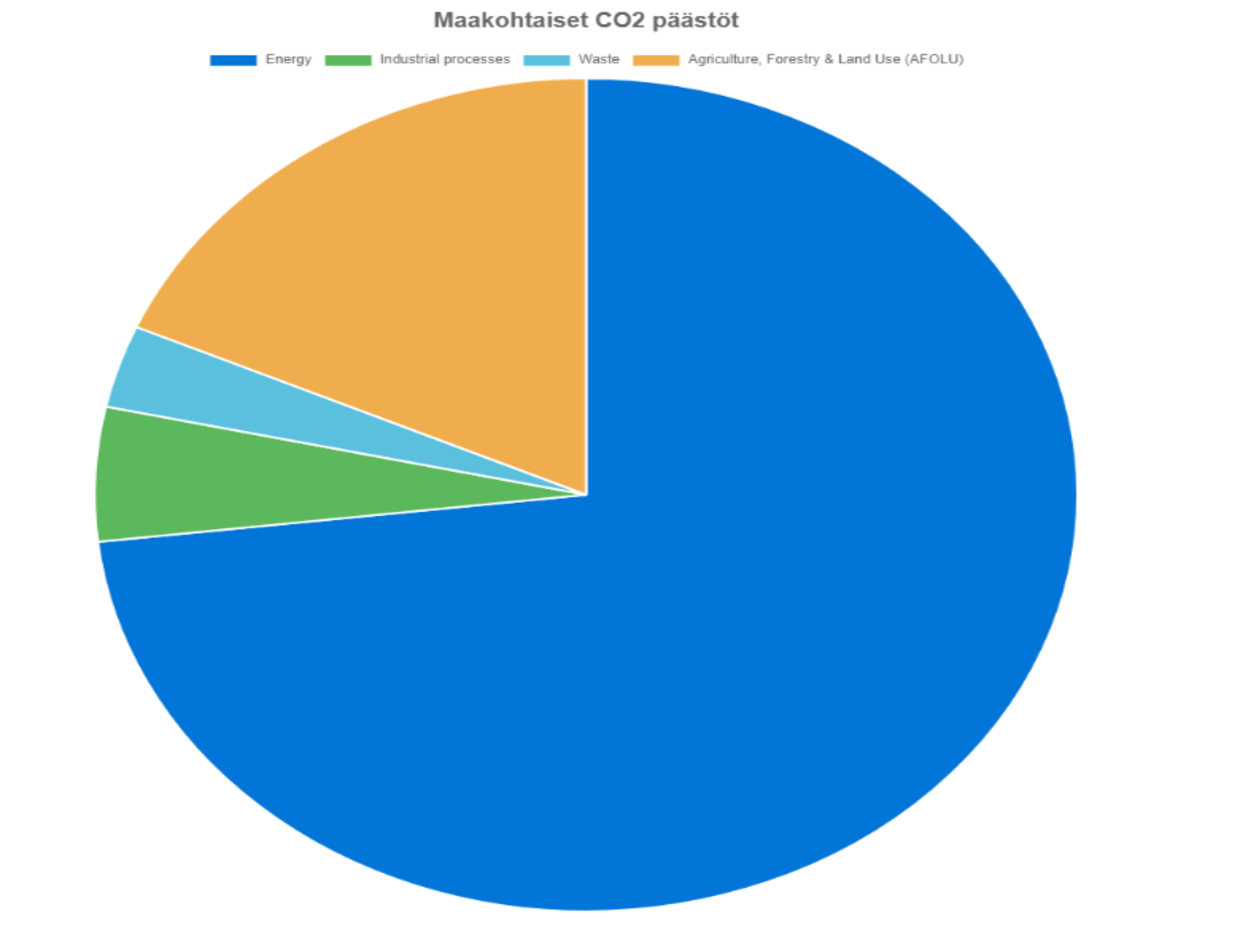 Maakohtaiset CO2 päästöt
Energy Industrial processes Waste Agriculture, Forestry & Land Use (AFOLU)